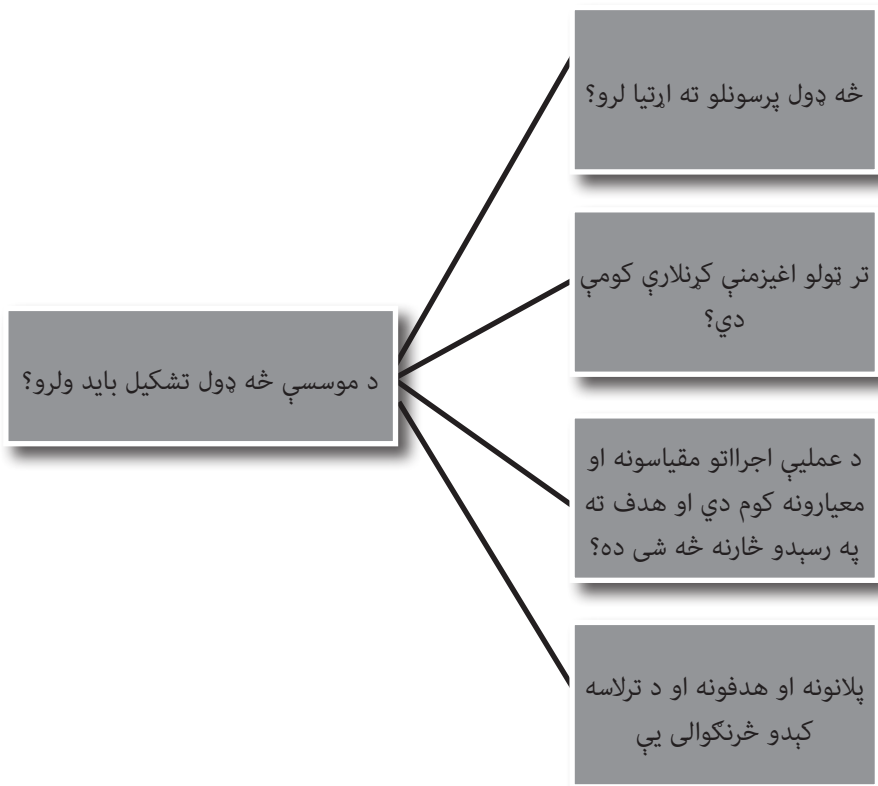 څه ډول پرسونلو ته اړتیا لرو؟
تر ټولو اغیزمنې کړنلارې کومې
دي؟
د موسسې څه ډول تشکیل باید ولرو؟
د عملیې اجرااتو مقیاسونه او
معیارونه کوم دي او هدف ته
په رسېدو څارنه څه شی ده؟
پلانونه او هدفونه او د ترلاسه
کېدو څرنګوالی یې